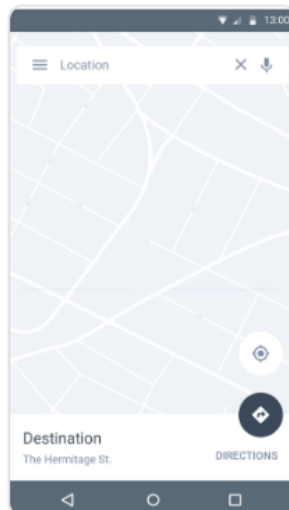 13:00
Location
Destination
The Hermitage St.
DIRECTIONS